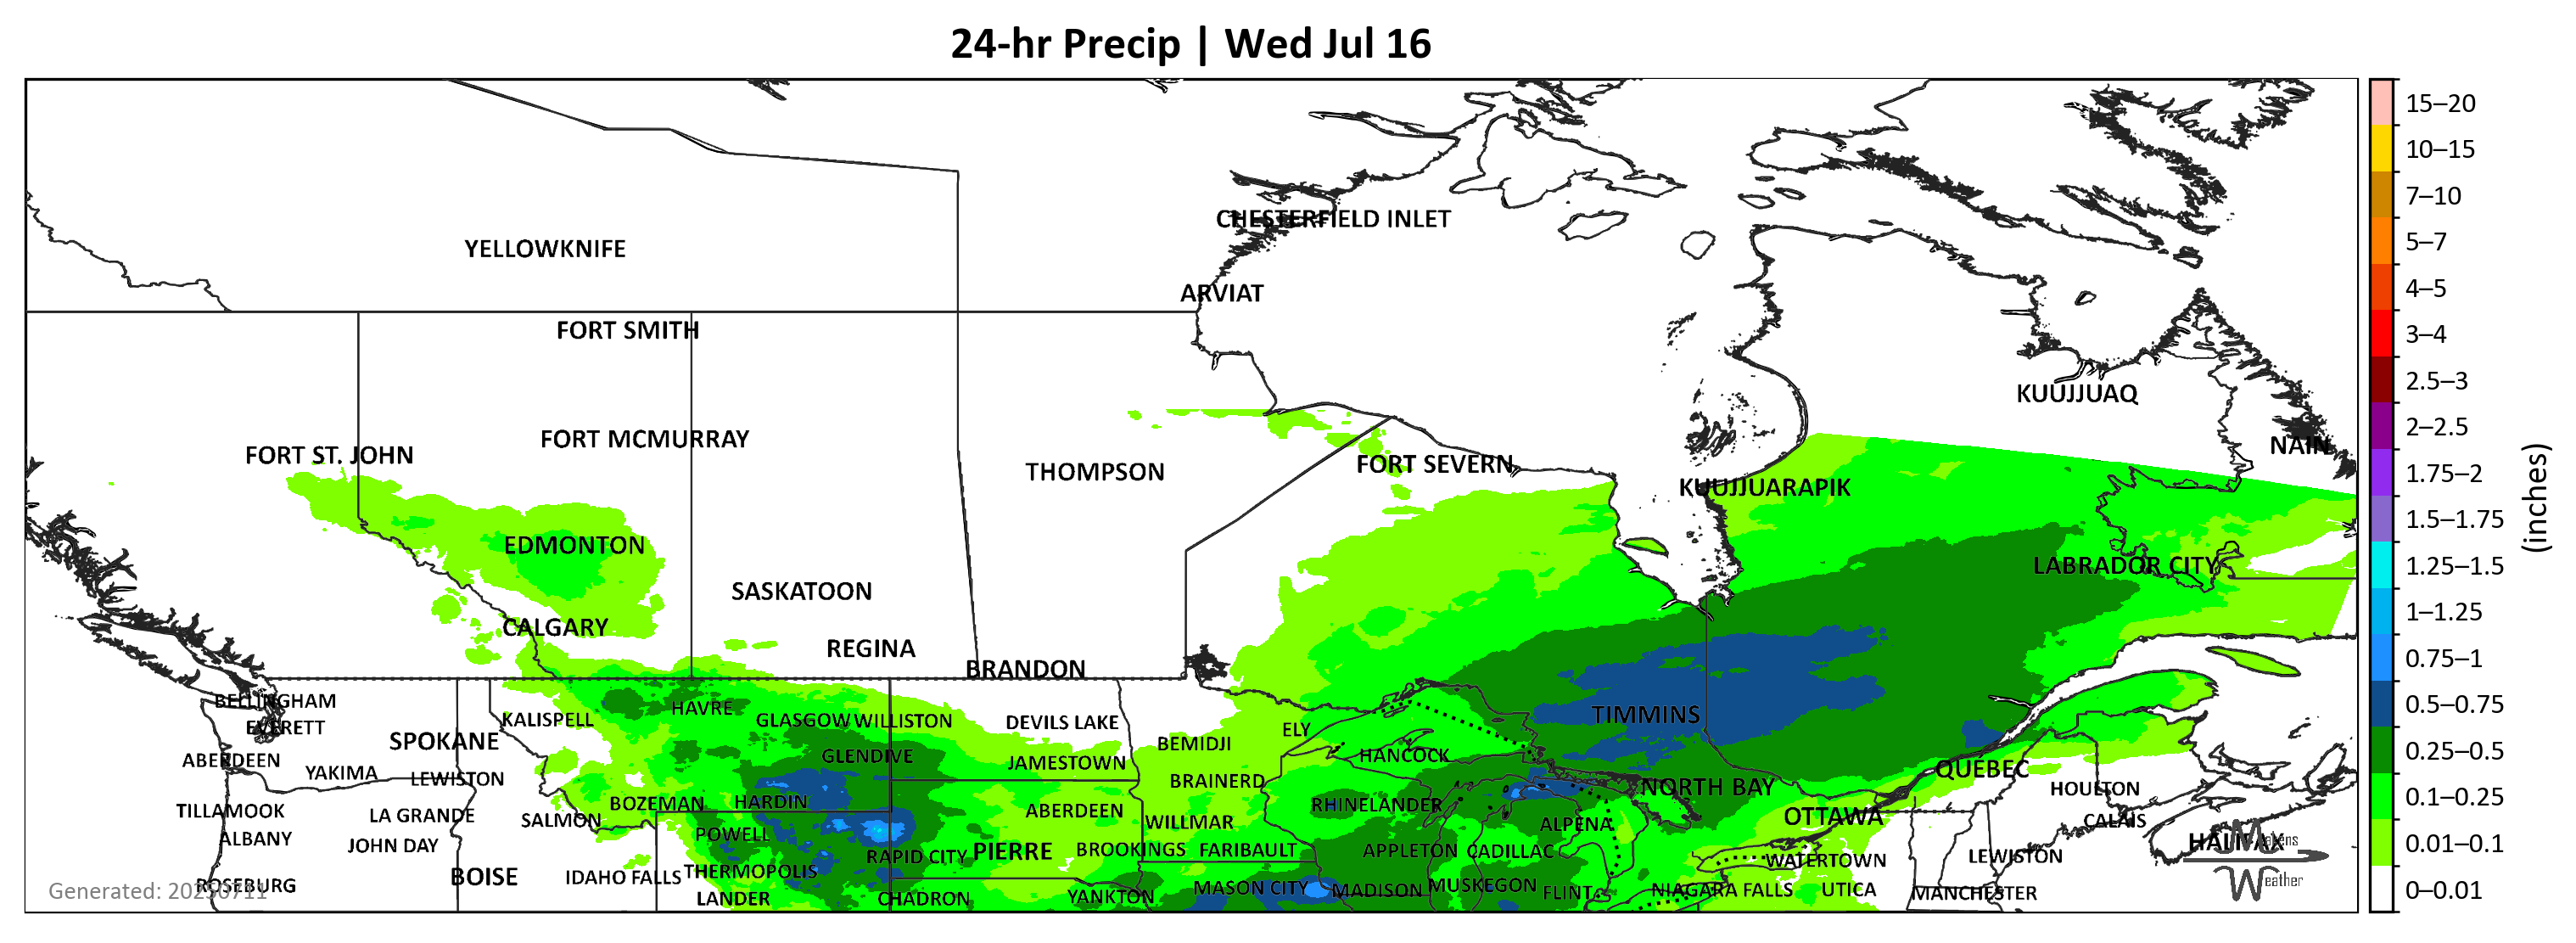 24-hr Precip | Wed Jul 16
15–20
10–15
7–10
5–7
4–5
3–4
2.5–3
2–2.5
1.75–2
1.5–1.75
1.25–1.5
1–1.25
0.75–1
0.5–0.75
0.25–0.5
0.1–0.25
0.01–0.1
0–0.01
(inches)
CHESTERFIELD INLET
YELLOWKNIFE
ARVIAT
FORT SMITH
KUUJJUAQ
FORT MCMURRAY
NAIN
FORT ST. JOHN
FORT SEVERN
THOMPSON
KUUJJUARAPIK
EDMONTON
LABRADOR CITY
SASKATOON
CALGARY
REGINA
BRANDON
BELLINGHAM
HAVRE
TIMMINS
KALISPELL
GLASGOW WILLISTON
DEVILS LAKE
EVERETT
ELY
SPOKANE
BEMIDJI
ABERDEEN
GLENDIVE
HANCOCK
JAMESTOWN
QUEBEC
YAKIMA
LEWISTON
BRAINERD
NORTH BAY
HOULTON
BOZEMAN
HARDIN
RHINELANDER
TILLAMOOK
LA GRANDE
ABERDEEN
OTTAWA
SALMON
WILLMAR
CALAIS
ALPENA
ALBANY
POWELL
HALIFAX
JOHN DAY
PIERRE
BROOKINGS
FARIBAULT
APPLETON
CADILLAC
RAPID CITY
LEWISTON
WATERTOWN
THERMOPOLIS
BOISE
IDAHO FALLS
ROSEBURG
MASON CITY
MADISON
MUSKEGON
FLINT
NIAGARA FALLS
UTICA
MANCHESTER
LANDER
CHADRON
YANKTON
Generated: 20250711
Makens
Weather